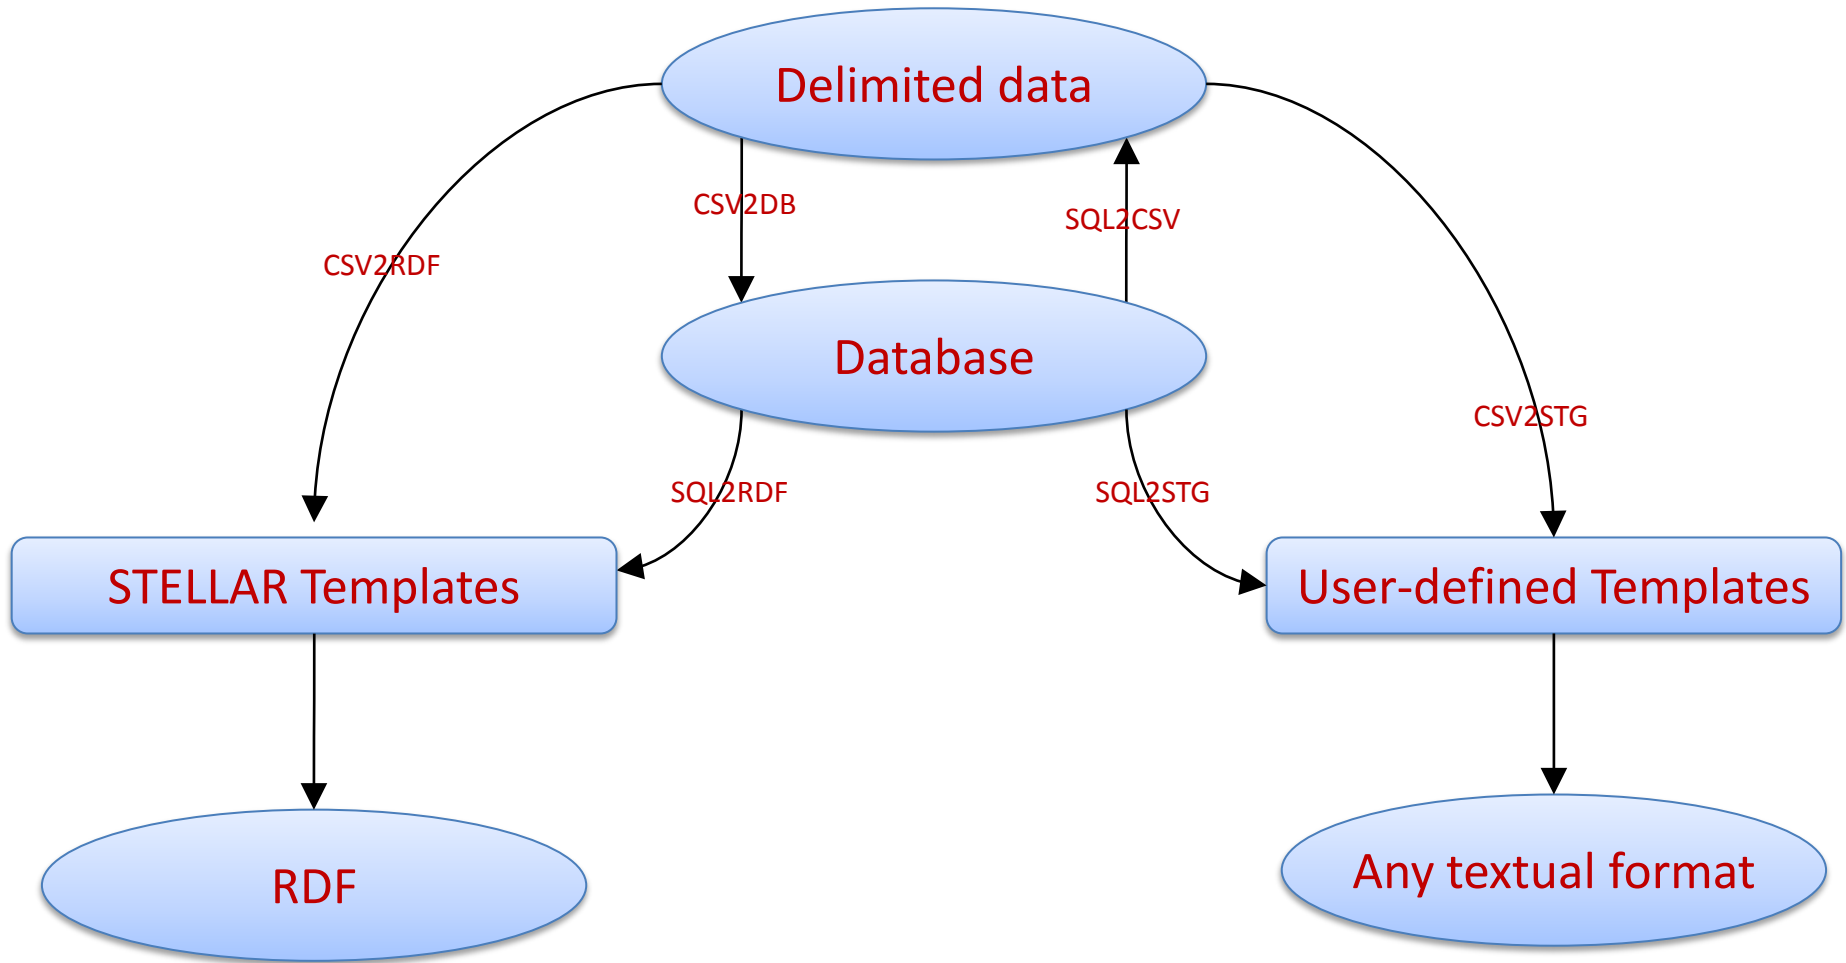 Delimited data
CSV2DB
SQL2CSV
CSV2RDF
Database
CSV2STG
SQL2RDF
SQL2STG
STELLAR Templates
User-defined Templates
RDF
Any textual format